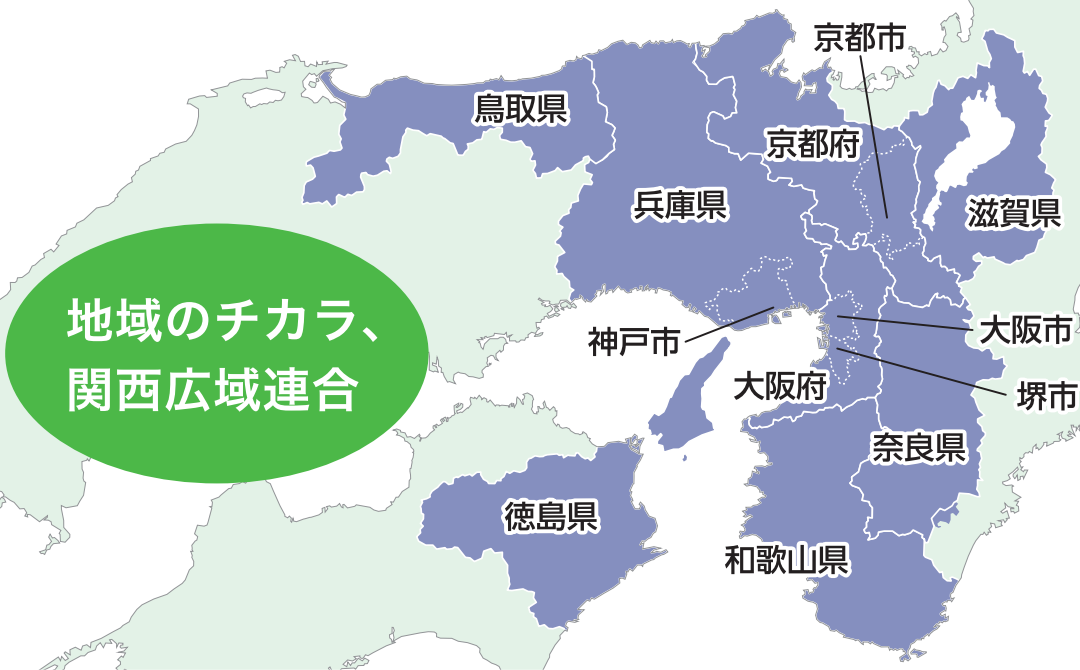 京都市
鳥取県
京都府
兵庫県
滋賀県
地域のチカラ、
関西広域連合
神戸市
大阪市
大阪府
堺市
奈良県
徳島県
和歌山県